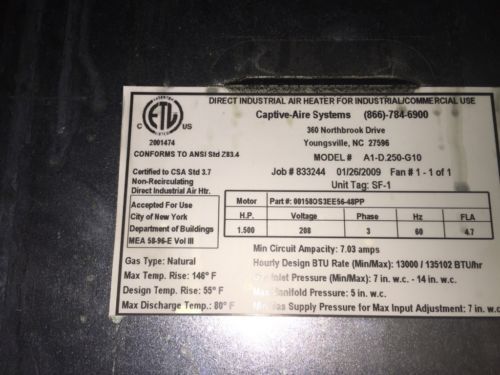 DIRECT INDUSTRIAL AIR HEATER FOR INDUSTRIAL/COMMERCIAL USE
Captive-Aire Systems (866)-784-6900
360 Northbrook Drive
Youngsville, NC 27596
C ETL US
LISTED
2001474
CONFORMS TO ANSI Std Z83.4
MODEL # A1-D.250-G10
Certified to CSA Std 3.7
Non-Recirculating
Direct Industrial Air Htr.
Job # 833244 01/26/2009 Fan # 1 - 1 of 1
Unit Tag: SF-1
Accepted For Use
City of New York
Department of Buildings
MEA 58-96-E Vol III
Motor Part #: 00158OS3EE56-48PP
H.P. Voltage Phase Hz FLA
1.500 208 3 60 4.7
Min Circuit Ampacity: 7.03 amps
Gas Type: Natural
Hourly Design BTU Rate (Min/Max): 13000 / 135102 BTU/hr
Max Temp. Rise: 146° F
Inlet Pressure (Min/Max): 7 in. w.c. - 14 in. w.c.
Design Temp. Rise: 55° F
Manifold Pressure: 5 in. w.c.
Max Discharge Temp.: 80° F
Supply Pressure for Max Input Adjustment: 7 in. w.c